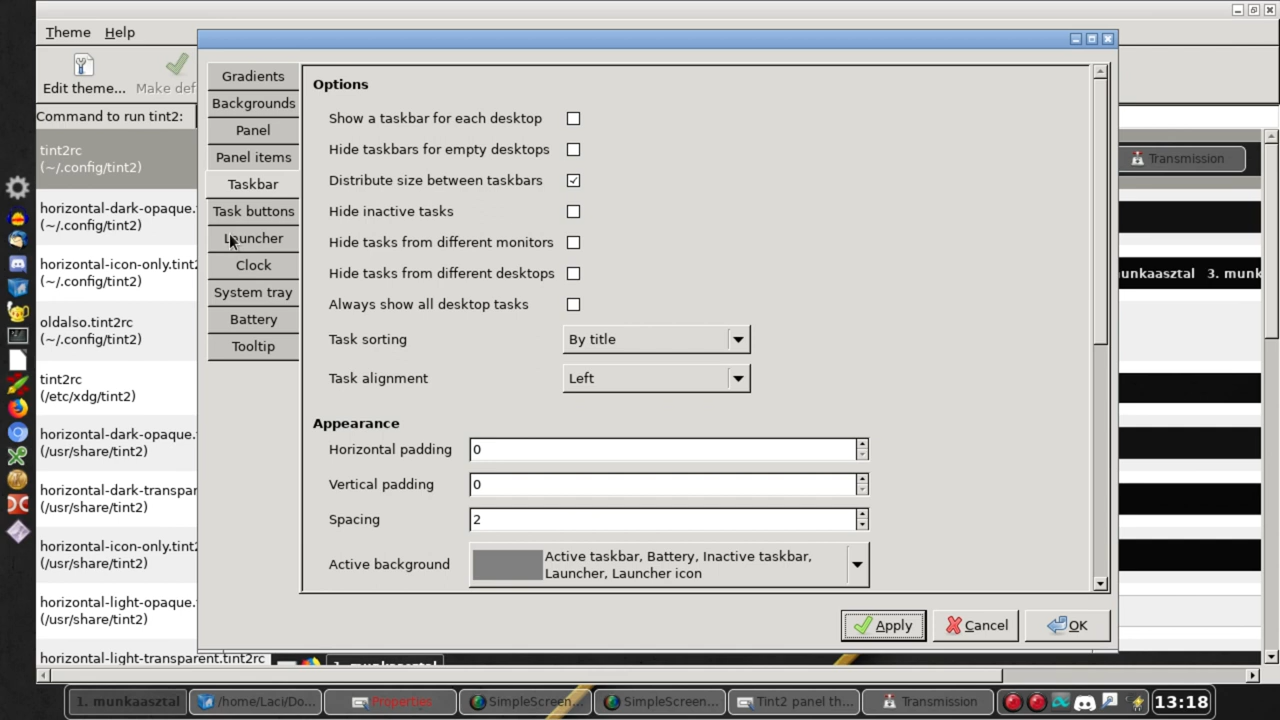 Theme Help
Edit theme...
Make def
Command to run tint2:
tint2rc
(~/.config/tint2)
horizontal-dark-opaque.
(~/.config/tint2)
horizontal-icon-only.tint2
(~/.config/tint2)
oldalso.tint2rc
(~/.config/tint2)
tint2rc
(/etc/xdg/tint2)
horizontal-dark-opaque.
(/usr/share/tint2)
horizontal-dark-transpar
(/usr/share/tint2)
horizontal-icon-only.tint2
(/usr/share/tint2)
horizontal-light-opaque.
(/usr/share/tint2)
horizontal-light-transparent.tint2rc
Gradients
Backgrounds
Panel
Panel items
Taskbar
Task buttons
Launcher
Clock
System tray
Battery
Tooltip
Options
Show a taskbar for each desktop
Hide taskbars for empty desktops
Distribute size between taskbars
Hide inactive tasks
Hide tasks from different monitors
Hide tasks from different desktops
Always show all desktop tasks
Task sorting By title
Task alignment Left
Appearance
Horizontal padding 0
Vertical padding 0
Spacing 2
Active background Active taskbar, Battery, Inactive taskbar,
Launcher, Launcher icon
Apply Cancel OK
Transmission
unkaasztal 3. munk
1. munkaasztal
1. munkaasztal /home/Laci/Do... Properties SimpleScreen... SimpleScreen... Tint2 panel th... Transmission 13:18